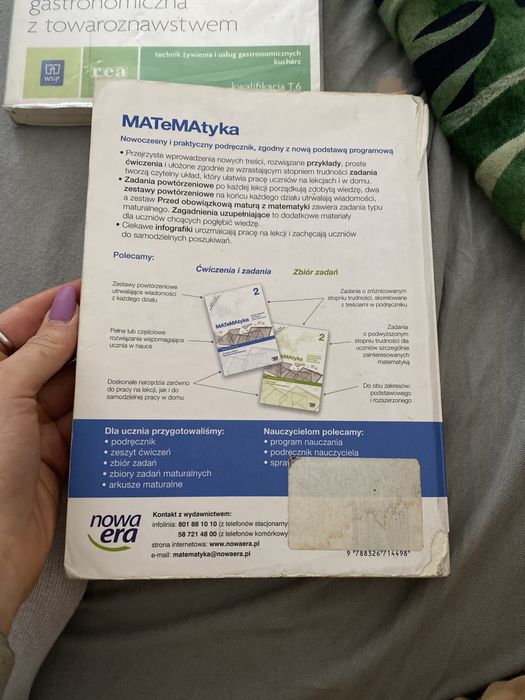 gastronomiczna
z towaroznawstwem
WSiP
rea
technik żywienia i usług gastronomicznych
kucharz
kwalifikacja T.6
MATeMAtyka
Nowoczesny i praktyczny podręcznik, zgodny z nową podstawą programową
• Przejrzyste wprowadzenia nowych treści, rozwiązane przykłady, proste
ćwiczenia i ułożone zgodnie ze wzrastającym stopniem trudności zadania
tworzą czytelny układ, który ułatwia pracę uczniów na lekcjach i w domu.
• Zadania powtórzeniowe po każdej lekcji porządkują zdobytą wiedzę, dwa
zestawy powtórzeniowe na końcu każdego działu utrwalają wiadomości,
a zestaw Przed obowiązkową maturą z matematyki zawiera zadania typu
maturalnego. Zagadnienia uzupełniające to dodatkowe materiały
dla uczniów chcących pogłębić wiedzę.
• Ciekawe infografiki urozmaicają pracę na lekcji i zachęcają uczniów
do samodzielnych poszukiwań.
Polecamy:
Ćwiczenia i zadania
Zbiór zadań
Zestawy powtórzeniowe
utrwalające wiadomości
z każdego działu
Pełne lub częściowe
rozwiązania wspomagające
ucznia w nauce
Doskonałe narzędzia zarówno
do pracy na lekcji, jak i do
samodzielnej pracy w domu
MATeMAtyka 2
MATeMAtyka 2
Zadania o zróżnicowanym
stopniu trudności, skorelowane
z treściami w podręczniku
Zadania
o podwyższonym
stopniu trudności dla
uczniów szczególnie
zainteresowanych
matematyką
Do obu zakresów:
podstawowego
i rozszerzonego
Dla ucznia przygotowaliśmy:
• podręcznik
• zeszyt ćwiczeń
• zbiór zadań
• zbiory zadań maturalnych
• arkusze maturalne
Nauczycielom polecamy:
• program nauczania
• podręcznik nauczyciela
nowa
era
Kontakt z wydawnictwem:
infolinia: 801 88 10 10 (z telefonów stacjonarny
58 721 48 00 (z telefonów komórkowy
strona internetowa: www.nowaera.pl
e-mail: matematyka@nowaera.pl
9 "788326"714498"